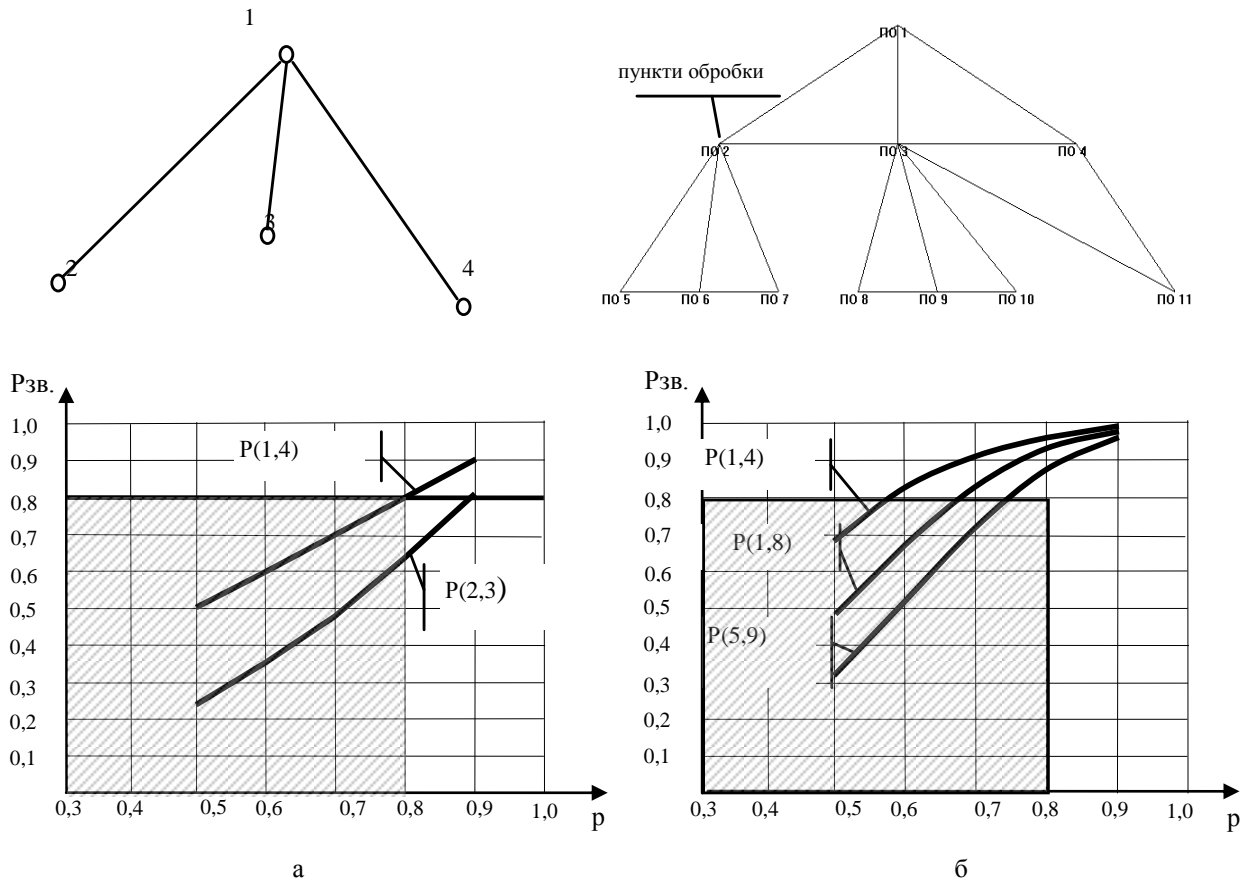 1
2
3
4
пункти обробки
ПО 1
ПО 2
ПО 3
ПО 4
ПО 5
ПО 6
ПО 7
ПО 8
ПО 9
ПО 10
ПО 11
Рзв.
1,0
0,9
0,8
0,7
0,6
0,5
0,4
0,3
0,2
0,1
P(1,4)
P(2,3)
0,3
0,4
0,5
0,6
0,7
0,8
0,9
1,0
р
а
Рзв.
1,0
0,9
0,8
0,7
0,6
0,5
0,4
0,3
0,2
0,1
P(1,4)
P(1,8)
P(5,9)
0,3
0,4
0,5
0,6
0,7
0,8
0,9
1,0
р
б